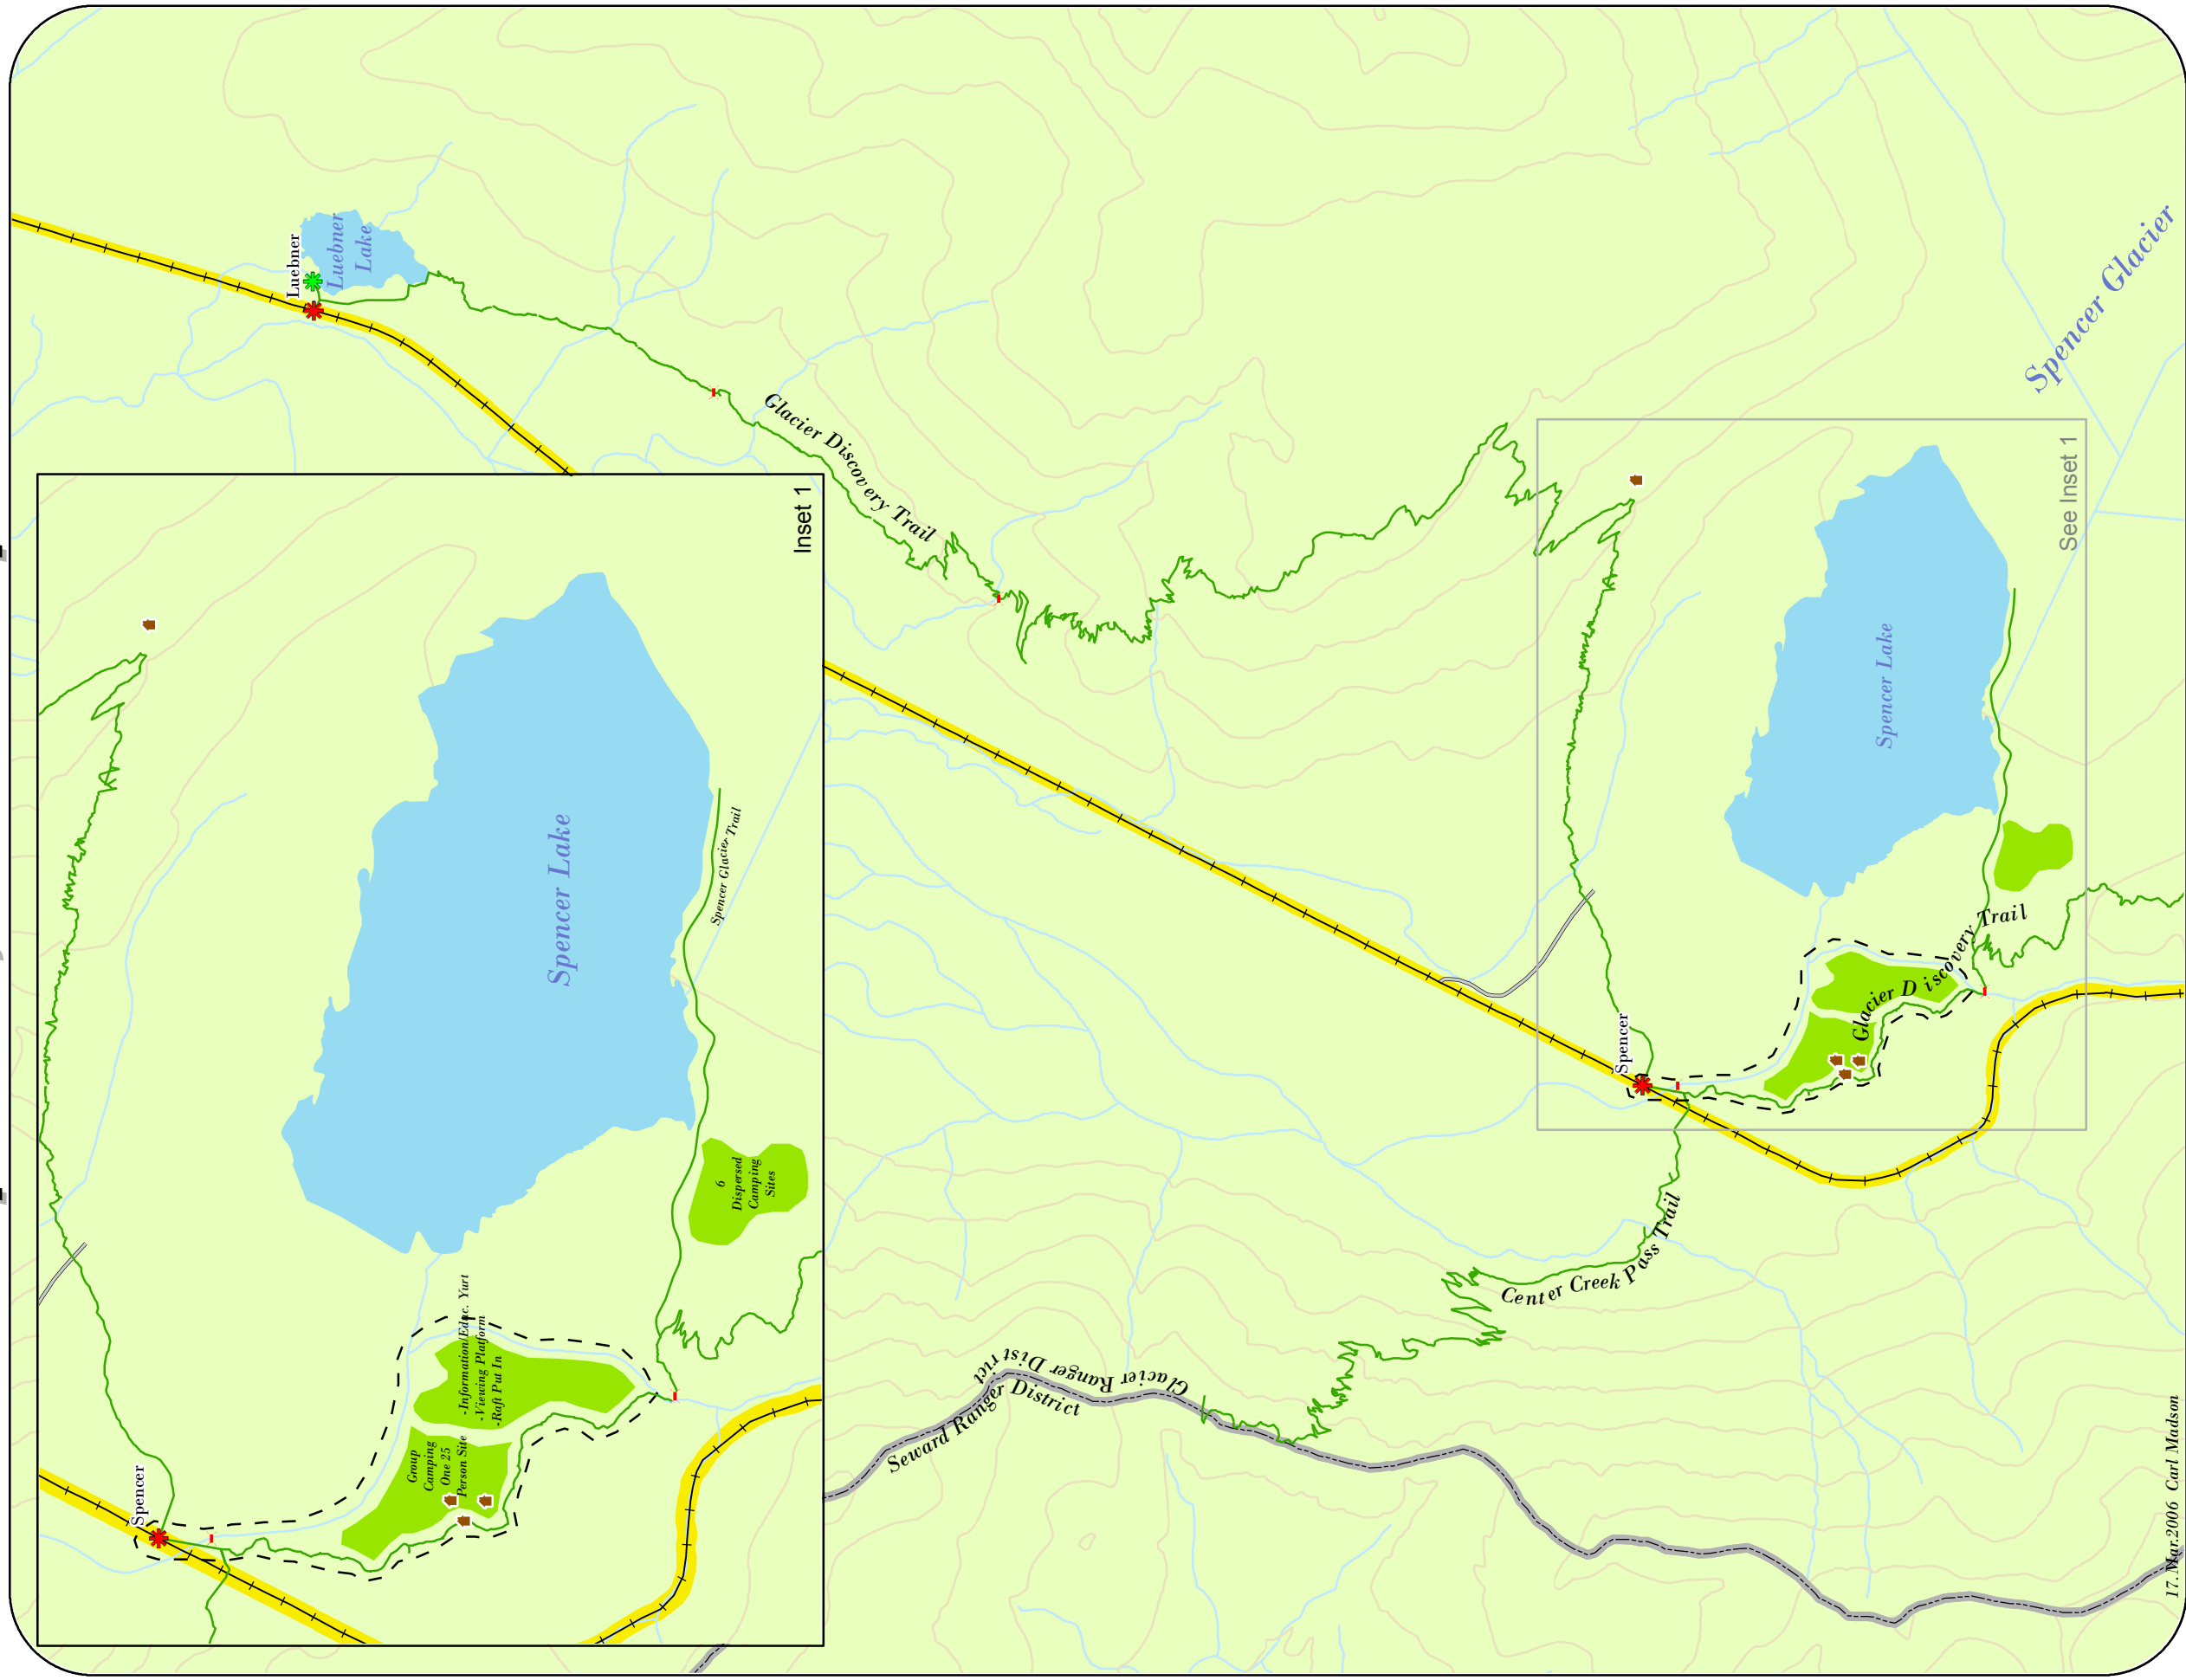 Luebner
Luebner
Lake
Glacier Discovery Trail
Inset 1
Spencer Lake
Spencer Glacier Trail
6
Dispersed
Camping
Sites
-Information/Educ. Yurt
-Viewing Platform
-Raft Put In
Group
Camping
One 25
Person Site
Spencer
Spencer Glacier
See Inset 1
Spencer Lake
Glacier Discovery Trail
Spencer
Center Creek Pass Trail
Glacier Ranger District
Seward Ranger District
17.Mar.2006 Carl Madson